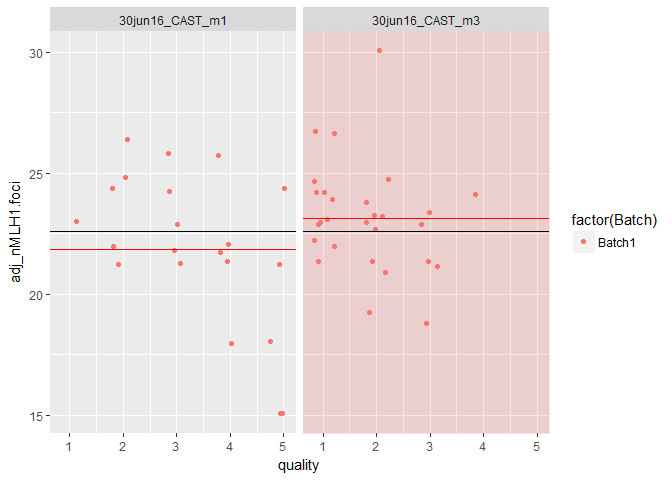 30jun16_CAST_m1 30jun16_CAST_m3
30
25
20
15
adj_nMLH1.foci
1 2 3 4 5 1 2 3 4 5
quality
factor(Batch)
Batch1